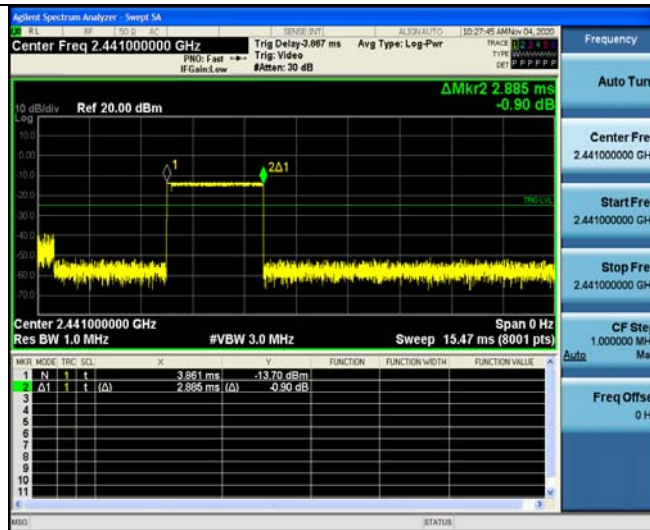 Agilent Spectrum Analyzer - Swept SA
RL RF 50 Ω AC SENSE:INT ALIGN AUTO 10:27:45 AM Nov 04, 2020
Center Freq 2.441000000 GHz
Trig Delay-3.867 ms Avg Type: Log-Pwr TRACE 1 2 3 4 5 6
PNO: Fast Trig: Video TYPE
IFGain:Low #Atten: 30 dB DET P P P P P P
Frequency
Auto Tun
ΔMkr2 2.885 ms
-0.90 dB
10 dB/div Ref 20.00 dBm
Log
10.0
0.00
-10.0
-20.0
-30.0
-40.0
-50.0
-60.0
-70.0
1
2Δ1
TRIG LVL
Center Fre
2.441000000 GH
Start Fre
2.441000000 GH
Stop Fre
2.441000000 GH
CF Ste
1.000000 MH
Auto Ma
Freq Offse
0 H
Center 2.441000000 GHz Span 0 Hz
Res BW 1.0 MHz #VBW 3.0 MHz Sweep 15.47 ms (8001 pts)
MKR MODE TRC SCL X Y FUNCTION FUNCTION WIDTH FUNCTION VALUE
1 N 1 t 3.861 ms -13.70 dBm
2 Δ1 1 t (Δ) 2.885 ms (Δ) -0.90 dB
3
4
5
6
7
8
9
10
11
MSG STATUS